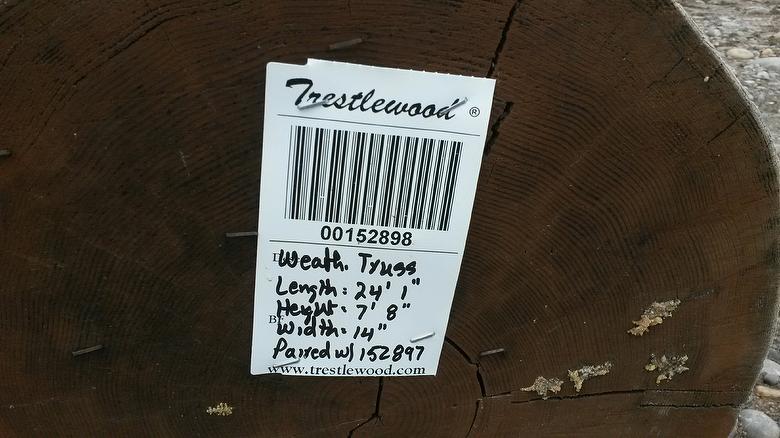 Trestlewood ®
00152898
Weath. Truss
Length: 24' 1"
Height: 7' 8"
Width: 14"
Paired w/ 152897
www.trestlewood.com